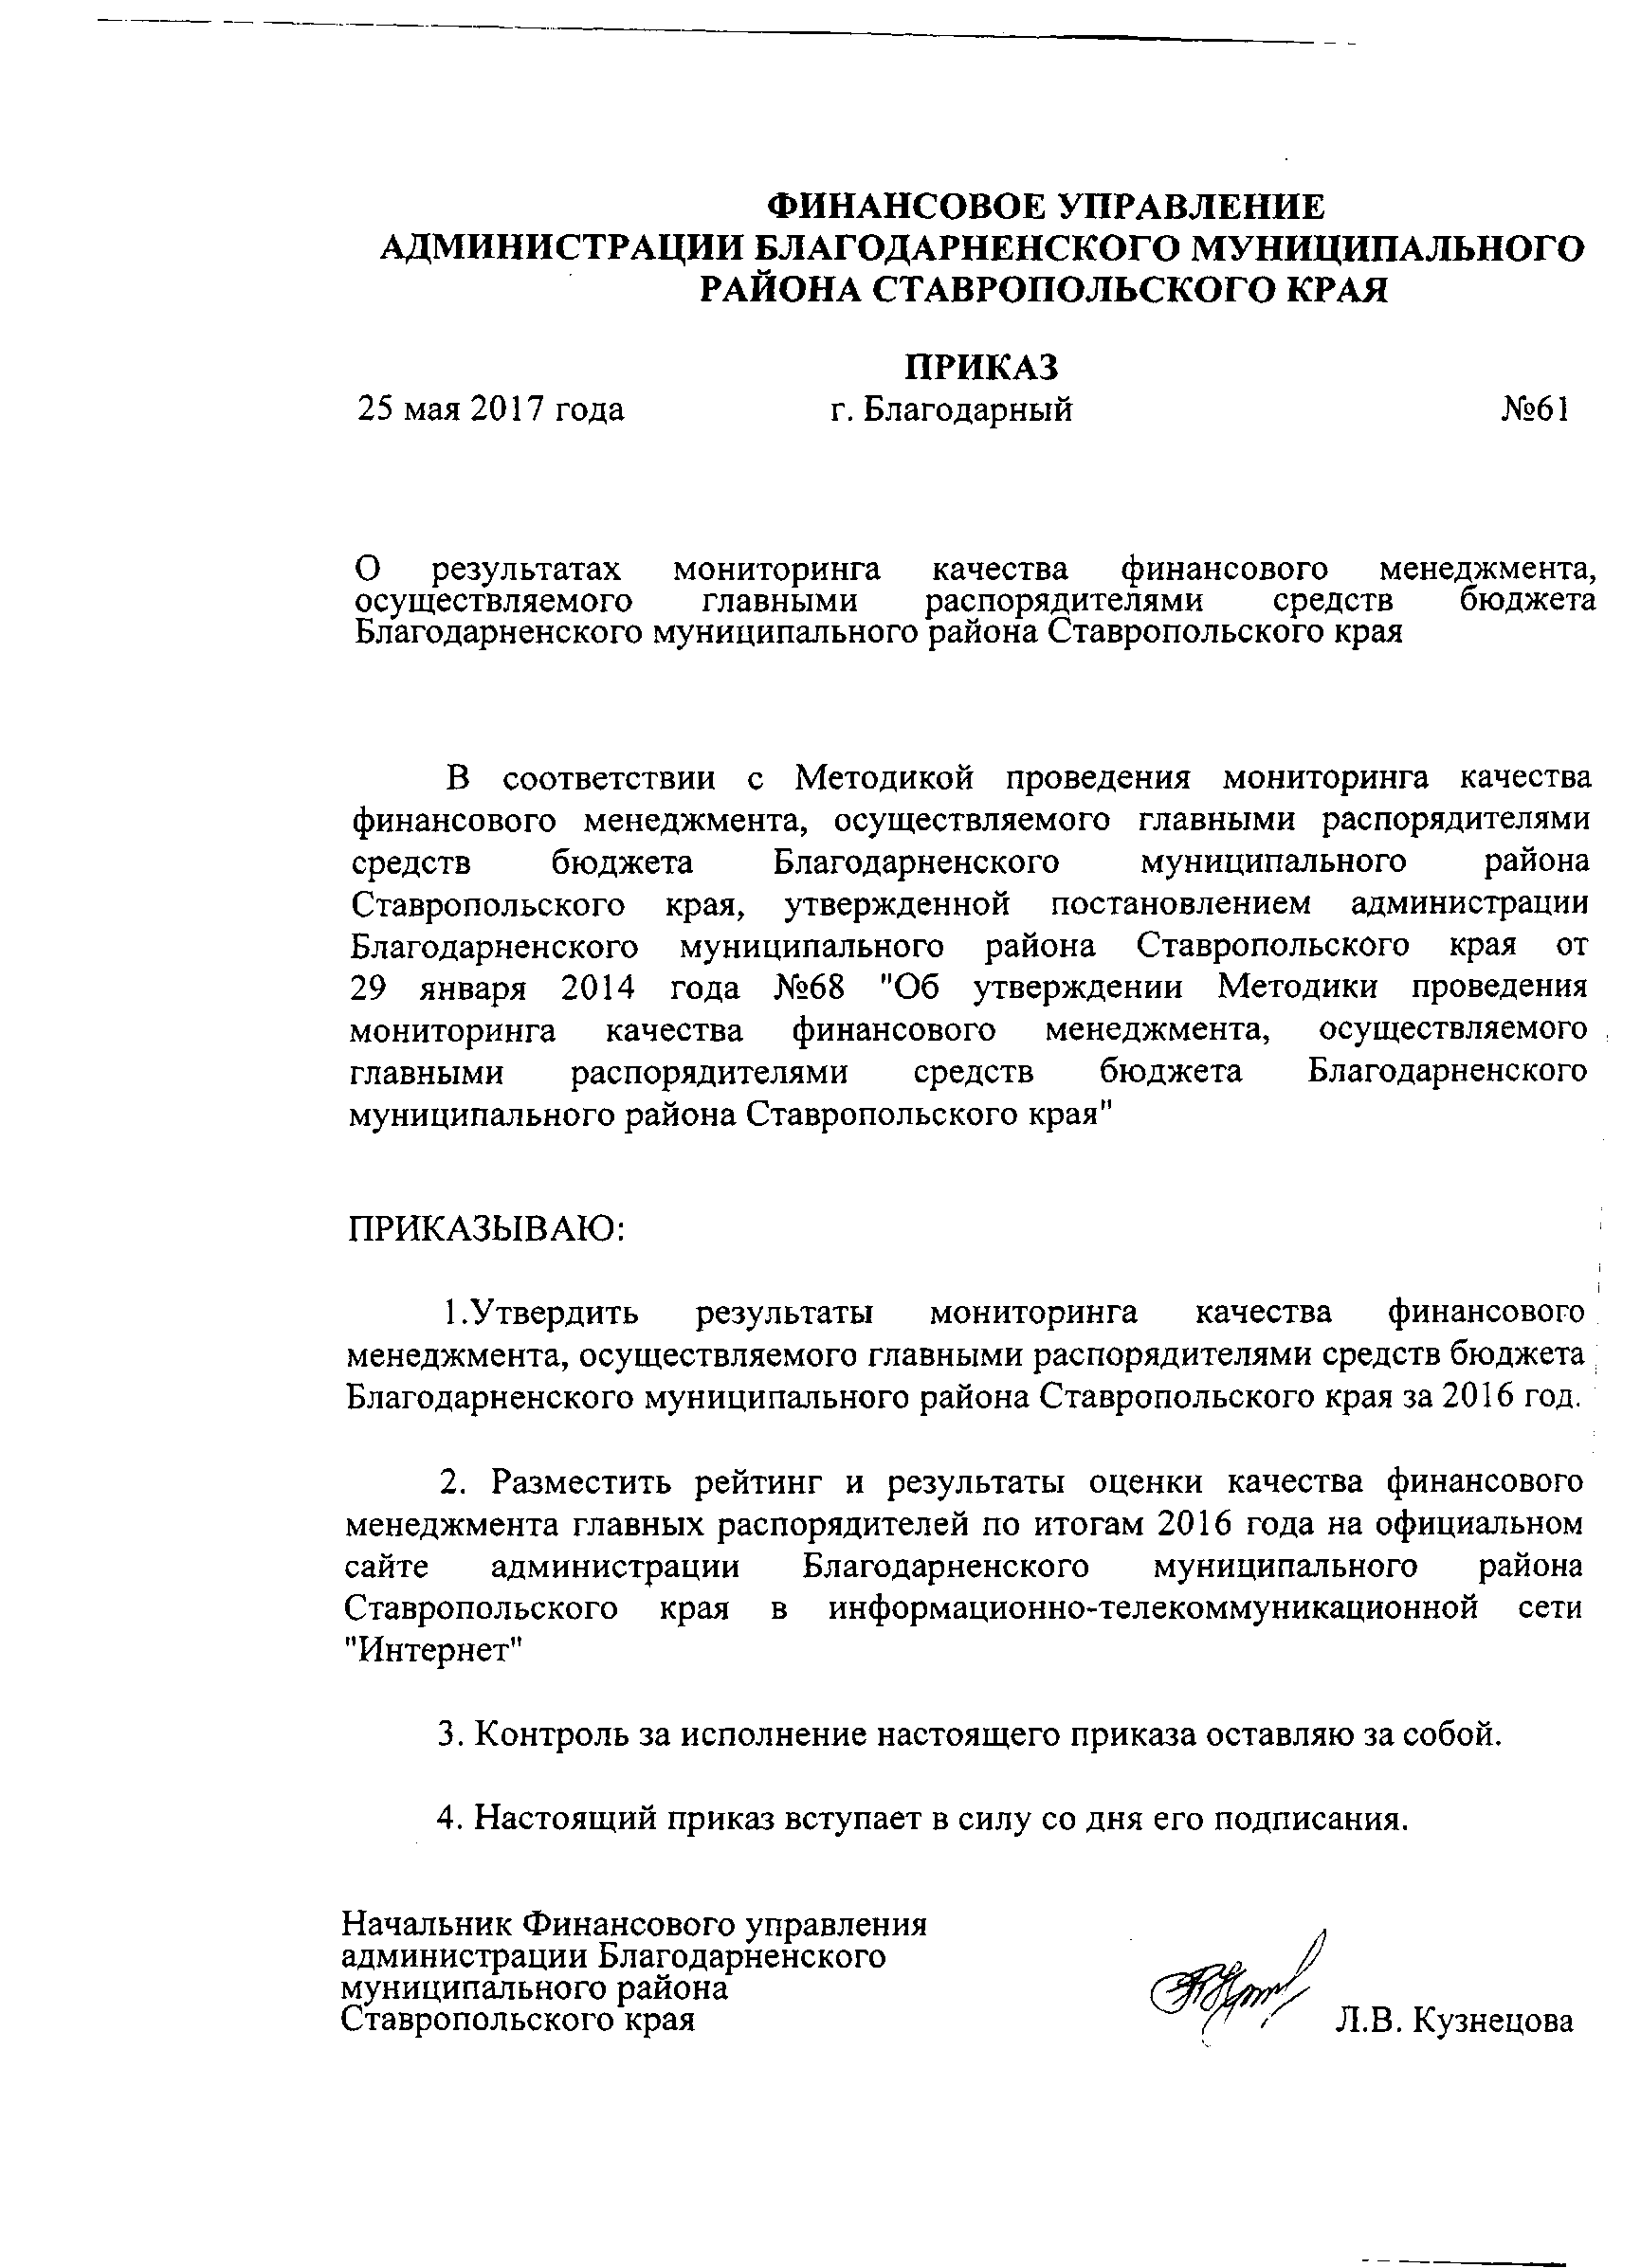 ФИНАНСОВОЕ УПРАВЛЕНИЕ
АДМИНИСТРАЦИИ БЛАГОДАРНЕНСКОГО МУНИЦИПАЛЬНОГО
РАЙОНА СТАВРОПОЛЬСКОГО КРАЯ
ПРИКАЗ
25 мая 2017 года г. Благодарный №61
О результатах мониторинга качества финансового менеджмента,
осуществляемого главными распорядителями средств бюджета
Благодарненского муниципального района Ставропольского края
В соответствии с Методикой проведения мониторинга качества
финансового менеджмента, осуществляемого главными распорядителями
средств бюджета Благодарненского муниципального района
Ставропольского края, утвержденной постановлением администрации
Благодарненского муниципального района Ставропольского края от
29 января 2014 года №68 "Об утверждении Методики проведения
мониторинга качества финансового менеджмента, осуществляемого
главными распорядителями средств бюджета Благодарненского
муниципального района Ставропольского края"
ПРИКАЗЫВАЮ:
1.Утвердить результаты мониторинга качества финансового
менеджмента, осуществляемого главными распорядителями средств бюджета
Благодарненского муниципального района Ставропольского края за 2016 год.
2. Разместить рейтинг и результаты оценки качества финансового
менеджмента главных распорядителей по итогам 2016 года на официальном
сайте администрации Благодарненского муниципального района
Ставропольского края в информационно-телекоммуникационной сети
"Интернет"
3. Контроль за исполнение настоящего приказа оставляю за собой.
4. Настоящий приказ вступает в силу со дня его подписания.
Начальник Финансового управления
администрации Благодарненского
муниципального района
Ставропольского края Л.В. Кузнецова